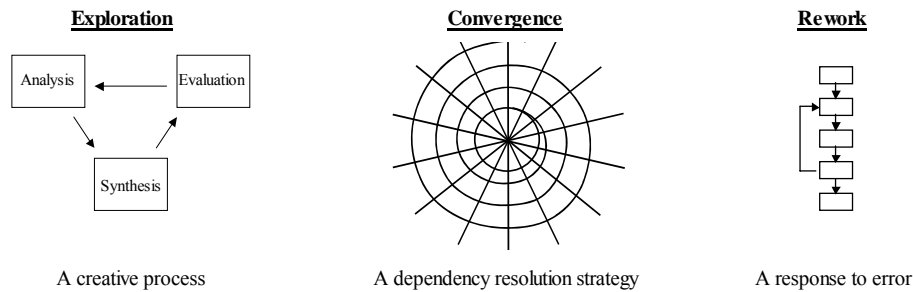 Exploration
Analysis
Evaluation
Synthesis
A creative process
Convergence
A dependency resolution strategy
Rework
A response to error